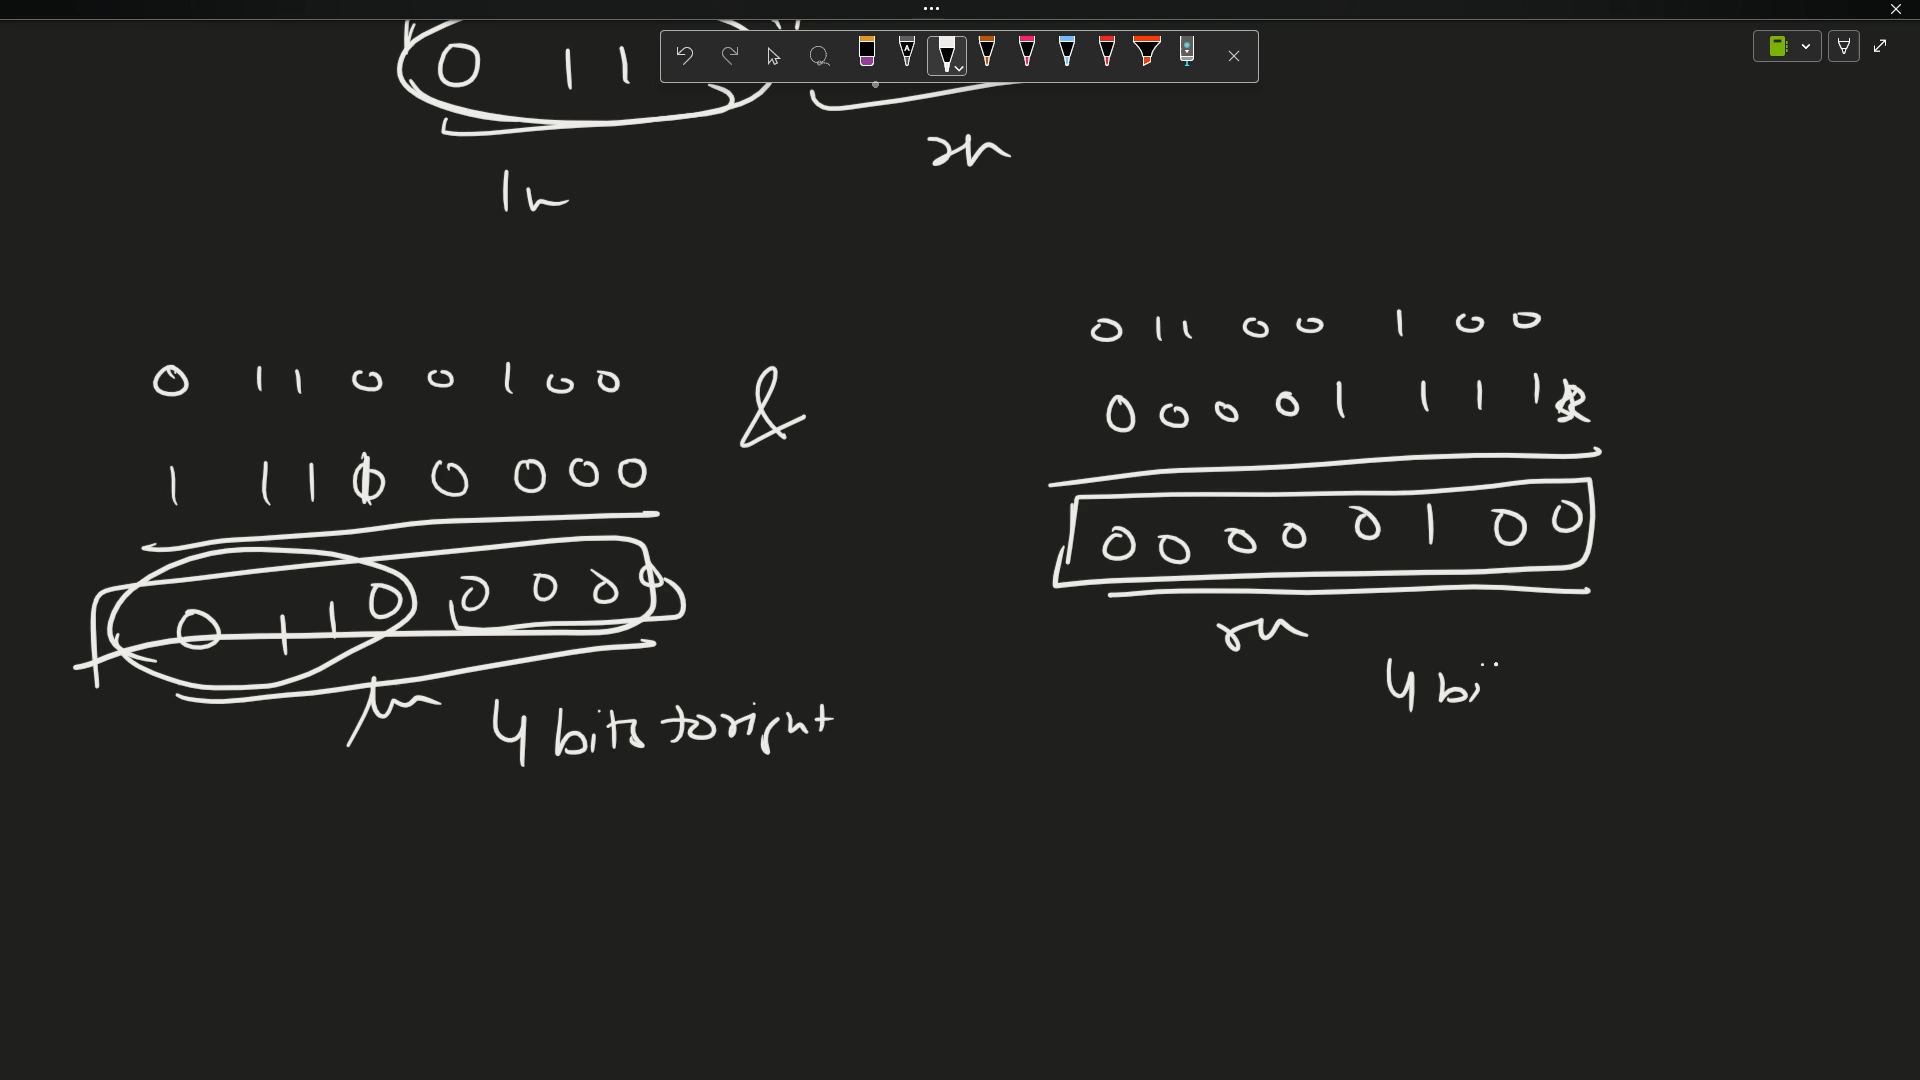 0 1 1
1n
2n
0 1 1 0 0 1 0 0
&
1 1 1 1 0 0 0 0
0 1 1 0 0 0 0 0
ln
4 bits to right
0 1 1 0 0 1 0 0
0 0 0 0 1 1 1 1 &
0 0 0 0 0 1 0 0
rn
4 bi